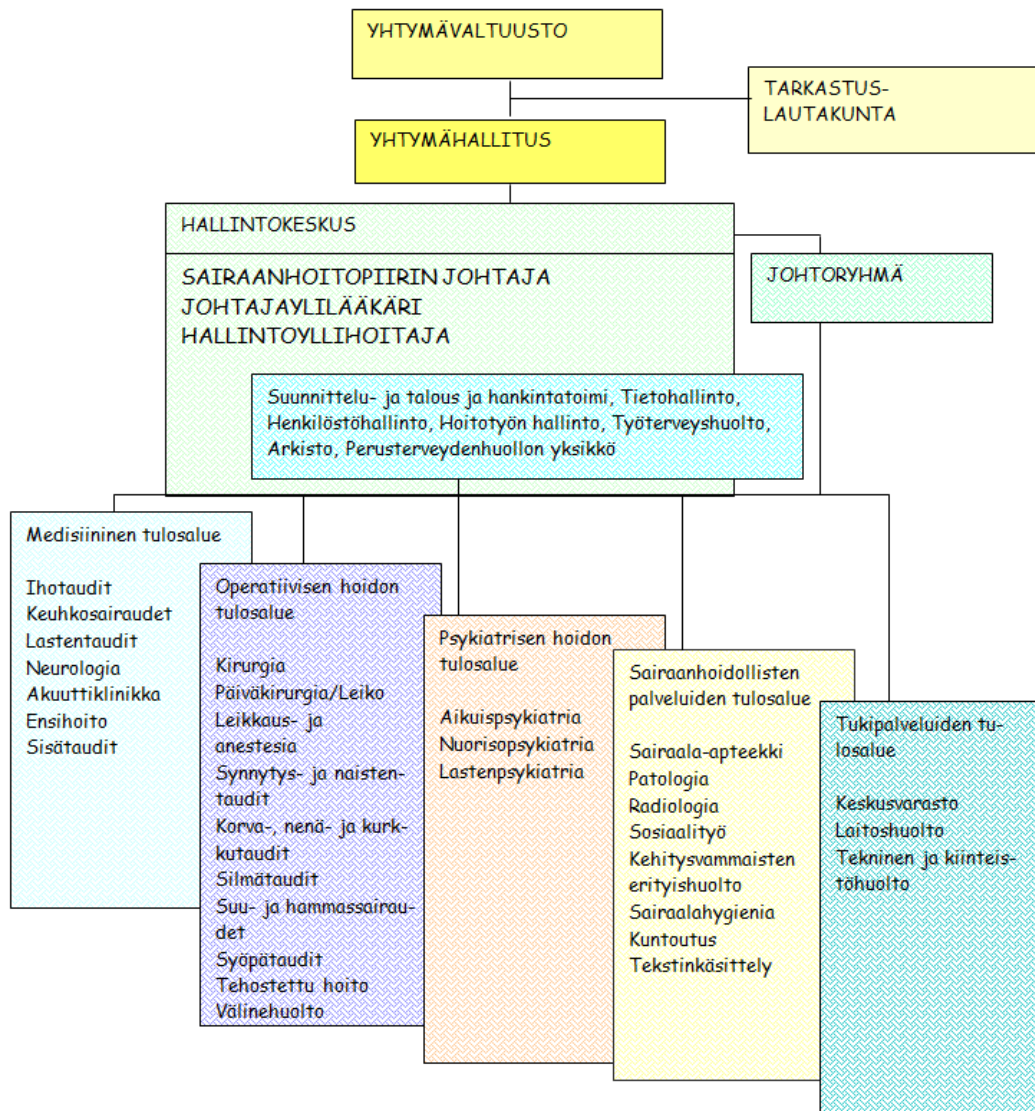 YHTYMÄVALTUUSTO
TARKASTUS-
LAUTAKUNTA
YHTYMÄHALLITUS
HALLINTOKESKUS
SAIRAANHOITOPIIRIN JOHTAJA
JOHTAJAYLILÄÄKÄRI
HALLINTOYLLIHOITAJA
JOHTORYHMÄ
Suunnittelu- ja talous ja hankintatoimi, Tietohallinto,
Henkilöstöhallinto, Hoitotyön hallinto, Työterveyshuolto,
Arkisto, Perusterveydenhuollon yksikkö
Medisiininen tulosalue
Ihotaudit
Keuhkosairaudet
Lastentaudit
Neurologia
Akuuttiklinikka
Ensihoito
Sisätaudit
Operatiivisen hoidon
tulosalue
Kirurgia
Päiväkirurgia/Leiko
Leikkaus- ja
anestesia
Synnytys- ja naisten-
taudit
Korva-, nenä- ja kurk-
kutaudit
Silmätaudit
Suu- ja hammassairau-
det
Syöpätaudit
Tehostettu hoito
Välinehuolto
Psykiatrisen hoidon
tulosalue
Aikuispsykiatria
Nuorisopsykiatria
Lastenpsykiatria
Sairaanhoidollisten
palveluiden tulosalue
Sairaala-apteekki
Patologia
Radiologia
Sosiaalityö
Kehitysvammaisten
erityishuolto
Sairaalahygienia
Kuntoutus
Tekstinkäsittely
Tukipalveluiden tu-
losalue
Keskusvarasto
Laitoshuolto
Tekninen ja kiinteis-
töhuolto